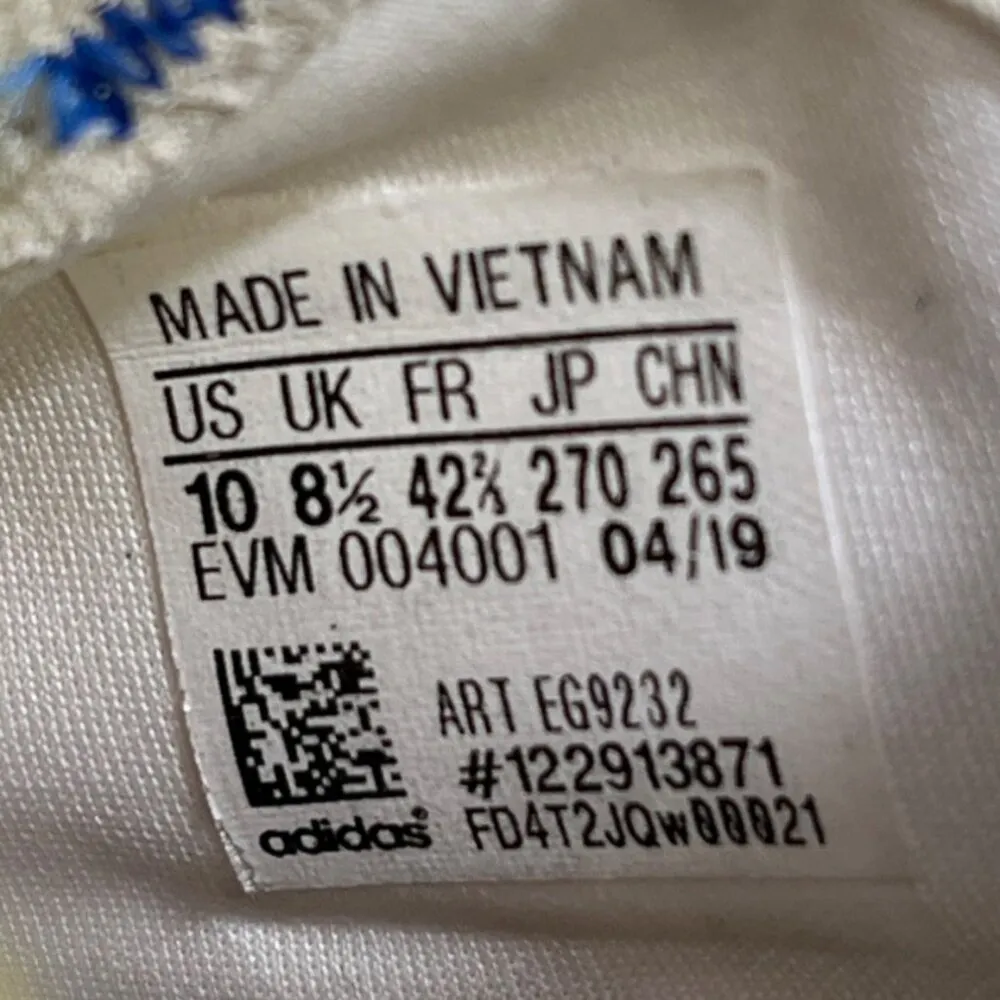 MADE IN VIETNAM
US UK FR JP CHN
10 8½ 42⅔ 270 265
EVM 004001 04/19
ART EG9232
#122913871
adidas® FD4T2JQW00021